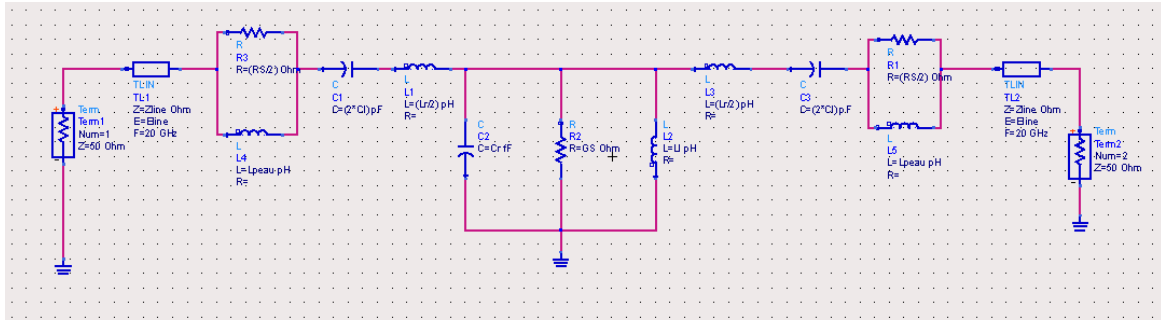 Term
Term1
Num=1
Z=50 Ohm
TLIN
TL1
Z=Zline Ohm
E=Eline
F=20 GHz
R
R3
R=(RS/2) Ohm
L
L4
L=Lpeau pH
R=
C
C1
C=(2*Cl) pF
L
L1
L=(Lr/2) pH
R=
C
C2
C=Cr fF
R
R2
R=GS Ohm
L
L2
L=Ll pH
R=
L
L3
L=(Lr/2) pH
R=
C
C3
C=(2*Cl) pF
R
R1
R=(RS/2) Ohm
L
L5
L=Lpeau pH
R=
TLIN
TL2
Z=Zline Ohm
E=Eline
F=20 GHz
Term
Term2
Num=2
Z=50 Ohm